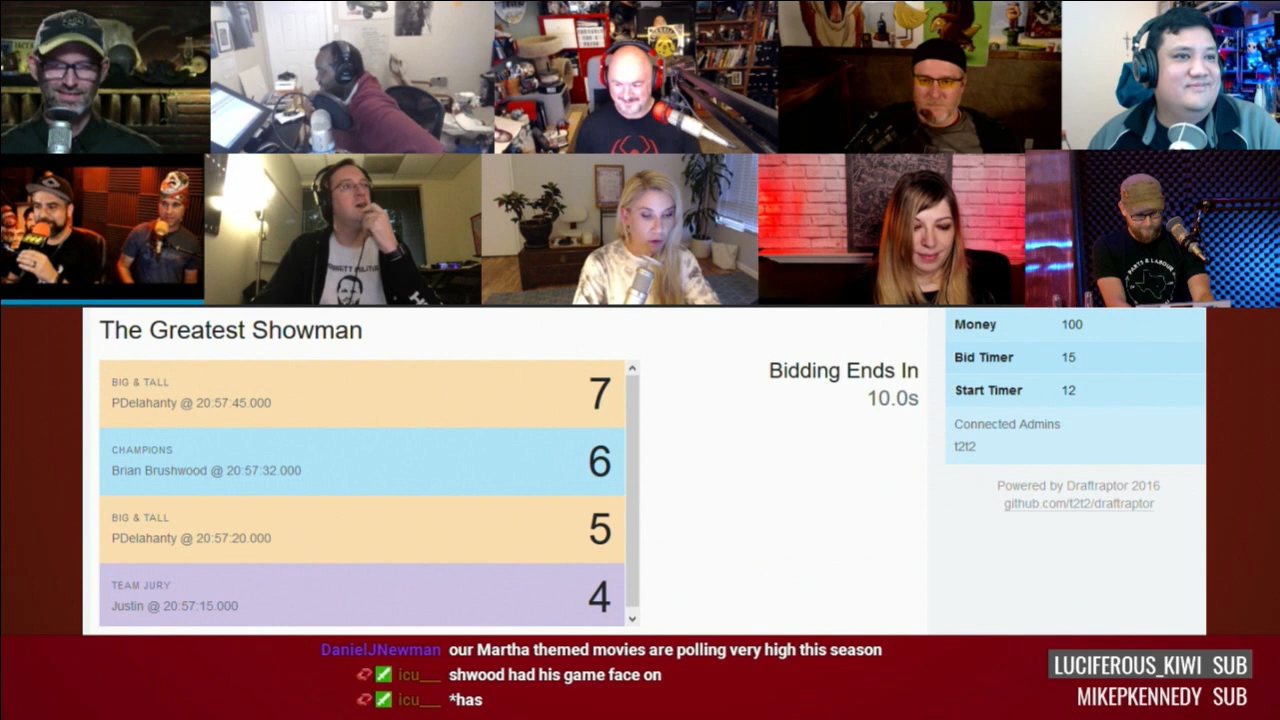 The Greatest Showman
BIG & TALL
PDelahanty @ 20:57.45.000
7
CHAMPIONS
Brian Brushwood @ 20:57:32.000
6
BIG & TALL
PDelahanty @ 20:57:20.000
5
TEAM JURY
Justin @ 20:57:15.000
4
Bidding Ends In
10.0s
Money 100
Bid Timer 15
Start Timer 12
Connected Admins
t2t2
Powered by Draftraptor 2016
github.com/t2t2/draftraptor
DanielJNewman our Martha themed movies are polling very high this season
icu___ shwood had his game face on
icu___ *has
LUCIFEROUS_KIWI SUB
MIKEPKENNEDY SUB
PARTS & LABOUR